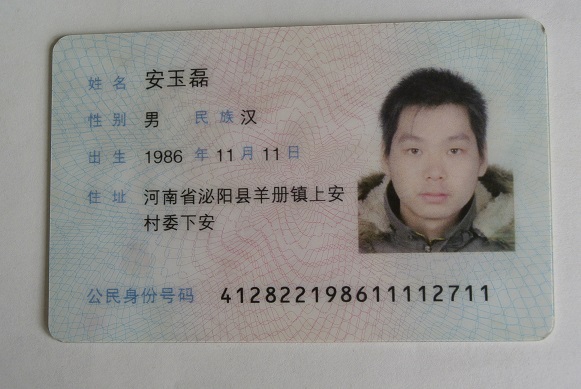 姓名 安玉磊
性别 男 民族 汉
出生 1986 年 11 月 11 日
住址 河南省泌阳县羊册镇上安
村委下安
公民身份号码 412822198611112711